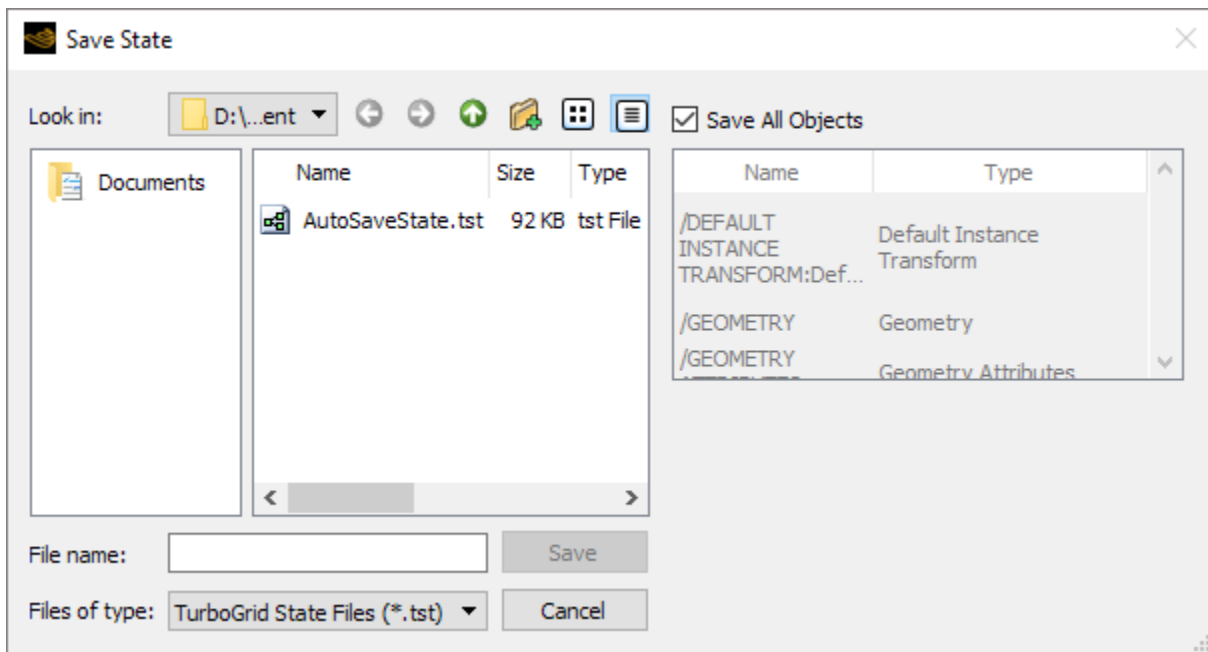 Save State
Look in:
D:\...ent
Save All Objects
Documents
Name Size Type
AutoSaveState.tst 92 KB tst File
Name Type
/DEFAULT
INSTANCE
TRANSFORM:Def...
Default Instance
Transform
/GEOMETRY Geometry
/GEOMETRY
Geometry Attributes
File name:
Save
Files of type: TurboGrid State Files (*.tst)
Cancel